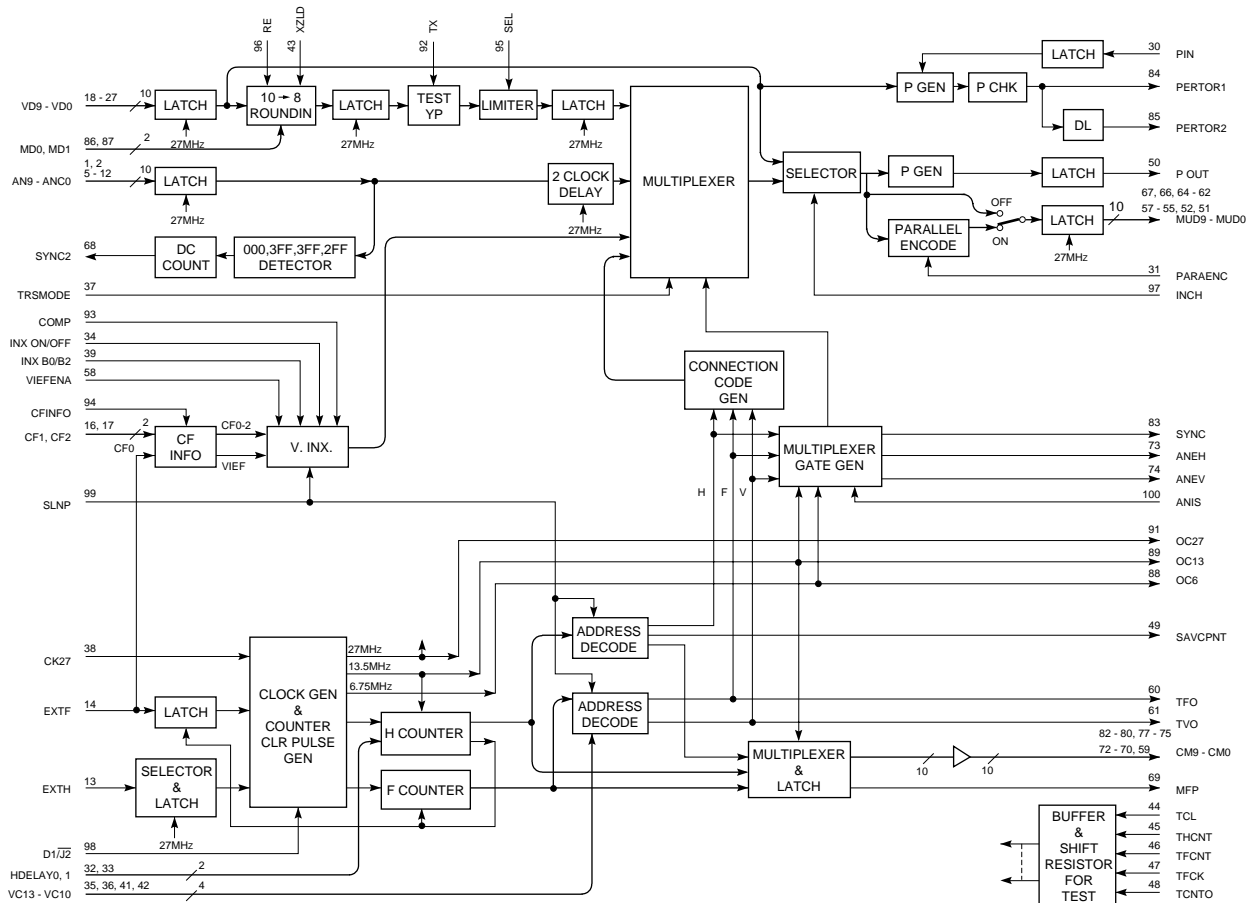 96 RE
43 XZLD
92 TX
95 SEL
VD9 - VD0 18 - 27 10
LATCH
27MHz
10 → 8
ROUNDIN
LATCH
27MHz
TEST
YP
LIMITER
LATCH
27MHz
MD0, MD1 86, 87 2
1, 2
AN9 - ANC0 5 - 12 10
LATCH
27MHz
2 CLOCK
DELAY
27MHz
MULTIPLEXER
SYNC2 68
DC
COUNT
000,3FF,3FF,2FF
DETECTOR
TRSMODE 37
COMP 93
INX ON/OFF 34
INX B0/B2 39
VIEFENA 58
CFINFO 94
CF1, CF2 16, 17 2
CF0
CF
INFO
CF0-2
VIEF
V. INX.
SLNP 99
LATCH
30 PIN
P GEN
P CHK
84 PERTOR1
DL
85 PERTOR2
SELECTOR
P GEN
LATCH
50 P OUT
67, 66, 64 - 62
57 - 55, 52, 51
MUD9 - MUD0
OFF
ON
PARALLEL
ENCODE
LATCH
10
27MHz
31 PARAENC
97 INCH
CONNECTION
CODE
GEN
MULTIPLEXER
GATE GEN
83 SYNC
73 ANEH
74 ANEV
100 ANIS
H F V
91 OC27
89 OC13
88 OC6
CK27 38
EXTF 14
LATCH
EXTH 13
SELECTOR
&
LATCH
27MHz
CLOCK GEN
&
COUNTER
CLR PULSE
GEN
27MHz
13.5MHz
6.75MHz
H COUNTER
F COUNTER
ADDRESS
DECODE
49 SAVCPNT
ADDRESS
DECODE
60 TFO
61 TVO
MULTIPLEXER
&
LATCH
10
10
82 - 80, 77 - 75
72 - 70, 59
CM9 - CM0
69 MFP
D1/J2 98
HDELAY0, 1 32, 33 2
VC13 - VC10 35, 36, 41, 42 4
BUFFER
&
SHIFT
RESISTOR
FOR
TEST
44 TCL
45 THCNT
46 TFCNT
47 TFCK
48 TCNTO